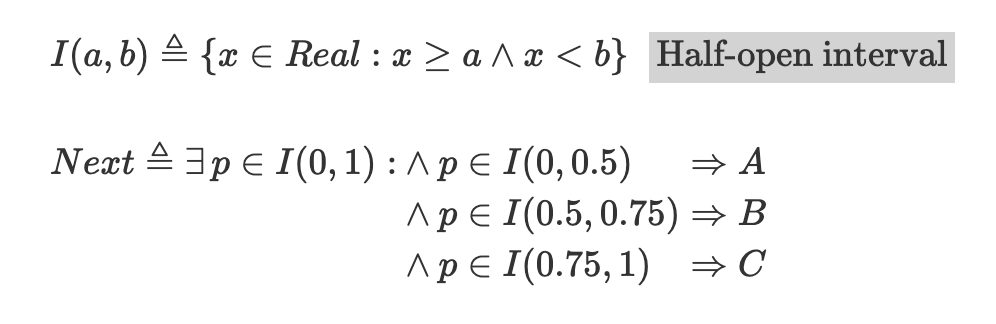 I(a, b) ≜ {x ∈ Real : x ≥ a ∧ x < b} Half-open interval
Next ≜ ∃ p ∈ I(0, 1) : ∧ p ∈ I(0, 0.5) ⇒ A
∧ p ∈ I(0.5, 0.75) ⇒ B
∧ p ∈ I(0.75, 1) ⇒ C